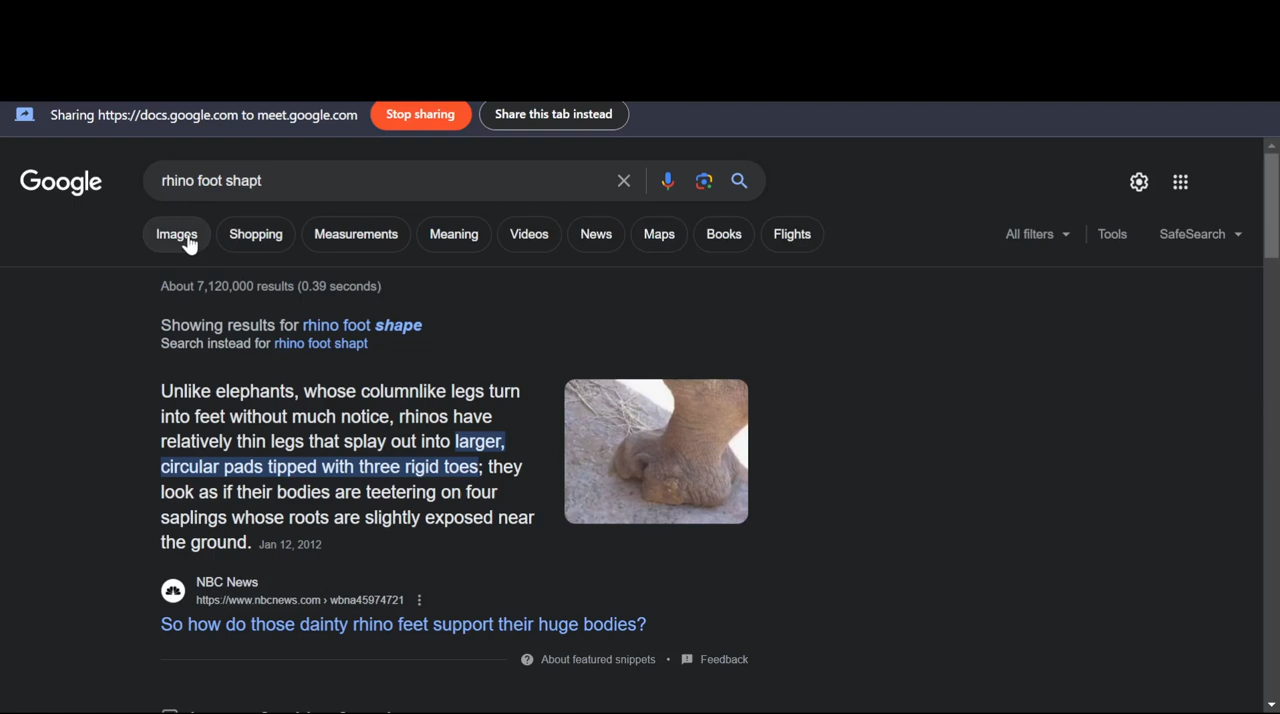 Sharing https://docs.google.com to meet.google.com Stop sharing Share this tab instead
Google rhino foot shapt
Images Shopping Measurements Meaning Videos News Maps Books Flights All filters Tools SafeSearch
About 7,120,000 results (0.39 seconds)
Showing results for rhino foot shape
Search instead for rhino foot shapt
Unlike elephants, whose columnlike legs turn
into feet without much notice, rhinos have
relatively thin legs that splay out into larger,
circular pads tipped with three rigid toes; they
look as if their bodies are teetering on four
saplings whose roots are slightly exposed near
the ground. Jan 12, 2012
NBC News
https://www.nbcnews.com › wbna45974721
So how do those dainty rhino feet support their huge bodies?
About featured snippets • Feedback